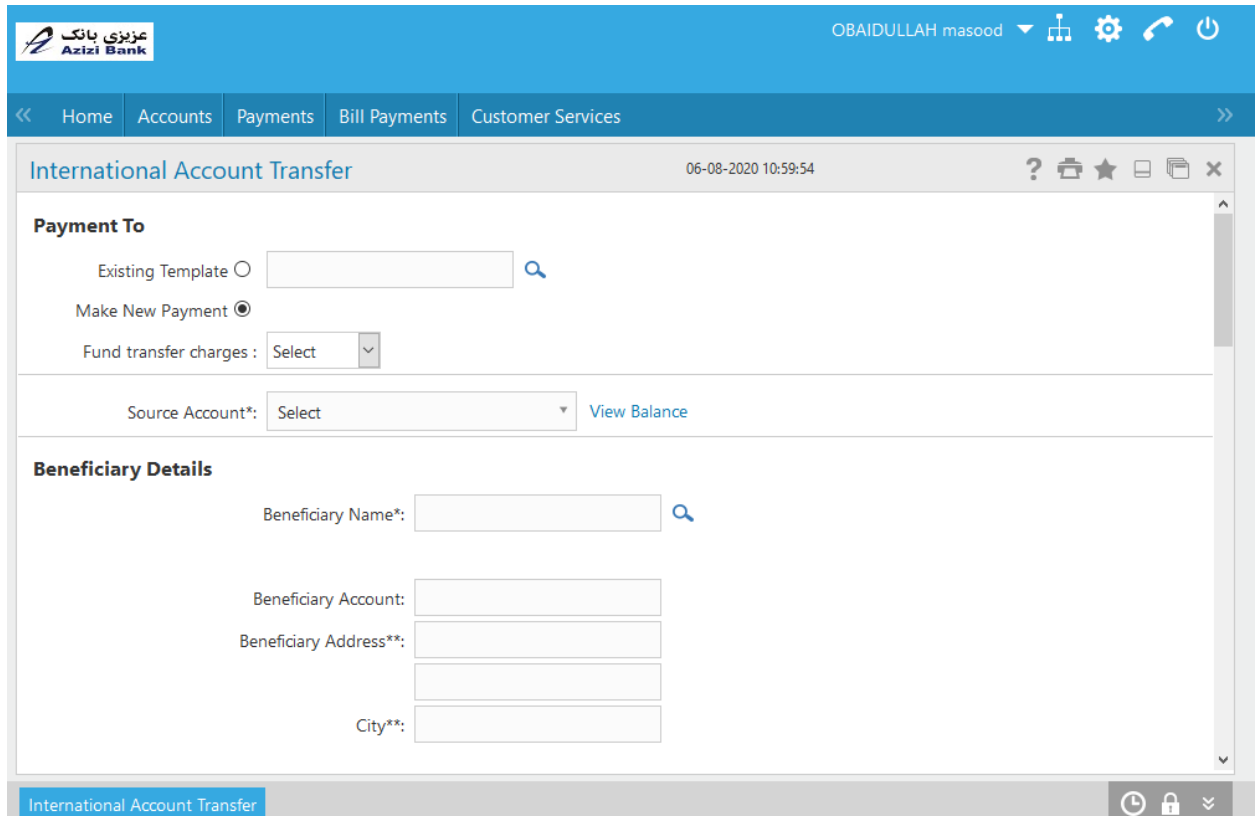 عزیزی بانک
Azizi Bank
OBAIDULLAH masood
Home Accounts Payments Bill Payments Customer Services
International Account Transfer 06-08-2020 10:59:54 ?
Payment To
Existing Template
Make New Payment
Fund transfer charges : Select
Source Account*: Select View Balance
Beneficiary Details
Beneficiary Name*:
Beneficiary Account:
Beneficiary Address**:
City**:
International Account Transfer